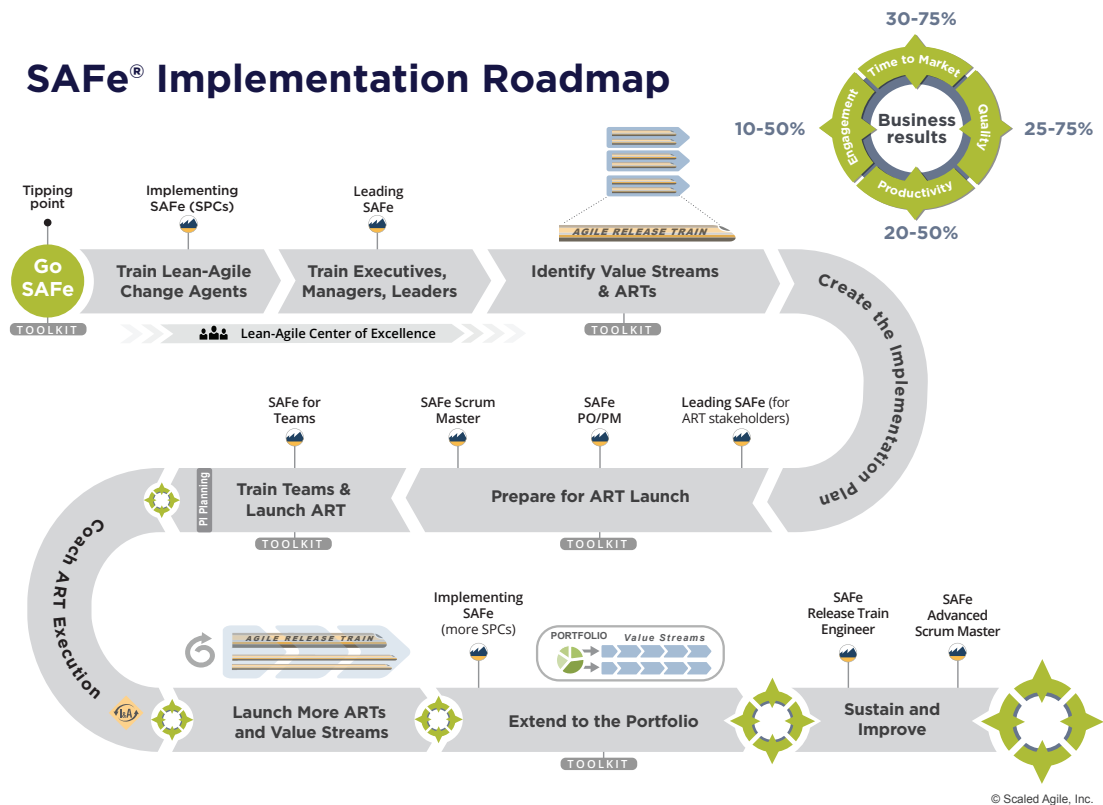 SAFe® Implementation Roadmap
30-75%
Time to Market
10-50%
Engagement
Business
results
Quality
25-75%
Productivity
20-50%
Tipping
point
Implementing
SAFe (SPCs)
Leading
SAFe
AGILE RELEASE TRAIN
Go
SAFe
Train Lean-Agile
Change Agents
Train Executives,
Managers, Leaders
Identify Value Streams
& ARTs
Create the Implementation Plan
TOOLKIT
Lean-Agile Center of Excellence
TOOLKIT
SAFe for
Teams
SAFe Scrum
Master
SAFe
PO/PM
Leading SAFe (for
ART stakeholders)
PI Planning
Train Teams &
Launch ART
Prepare for ART Launch
TOOLKIT
TOOLKIT
Coach ART Execution
I&A
AGILE RELEASE TRAIN
Implementing
SAFe
(more SPCs)
PORTFOLIO
Value Streams
SAFe
Release Train
Engineer
SAFe
Advanced
Scrum Master
Launch More ARTs
and Value Streams
Extend to the Portfolio
Sustain and
Improve
TOOLKIT
© Scaled Agile, Inc.